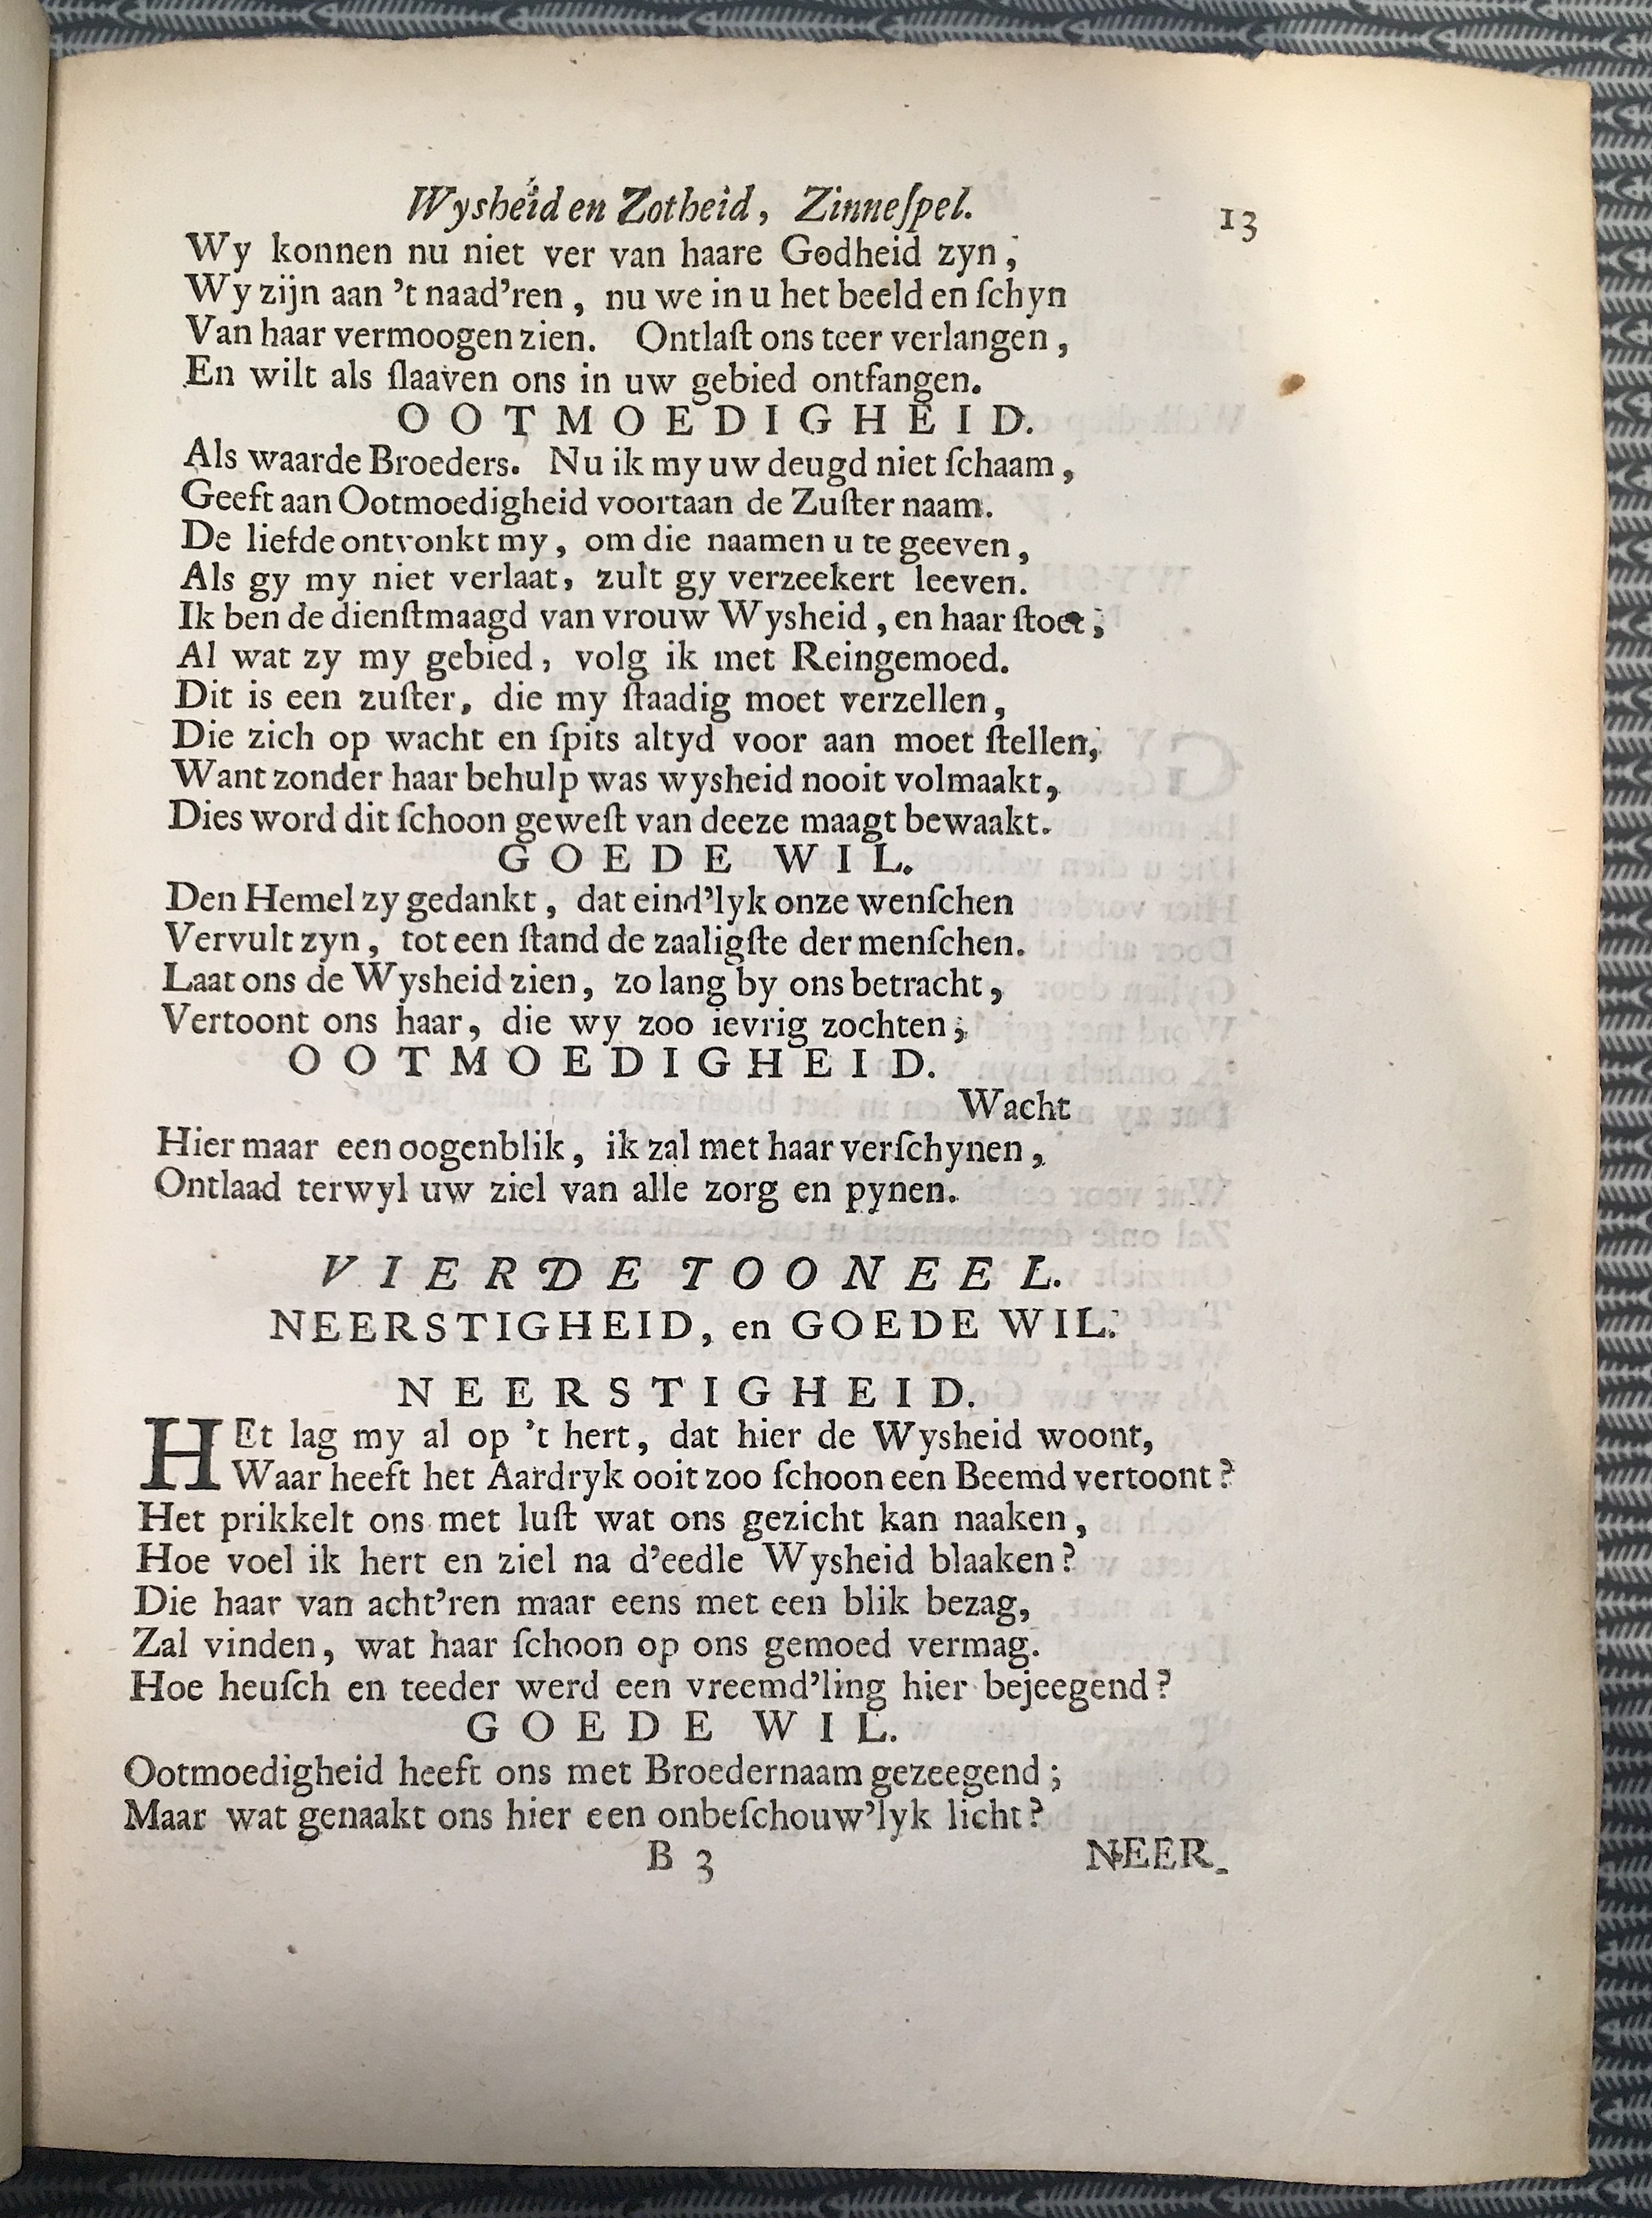 Wysheid en Zotheid, Zinneſpel. 13
Wy konnen nu niet ver van haare Godheid zyn,
Wy zijn aan 't naad'ren, nu we in u het beeld en ſchyn
Van haar vermoogen zien. Ontlaſt ons teer verlangen,
En wilt als ſlaaven ons in uw gebied ontfangen.
OOTMOEDIGHEID.
Als waarde Broeders. Nu ik my uw deugd niet ſchaam,
Geeft aan Ootmoedigheid voortaan de Zuſter naam.
De liefde ontvonkt my, om die naamen u te geeven,
Als gy my niet verlaat, zult gy verzeekert leeven.
Ik ben de dienſtmaagd van vrouw Wysheid, en haar ſtoet;
Al wat zy my gebied, volg ik met Reingemoed.
Dit is een zuſter, die my ſtaadig moet verzellen,
Die zich op wacht en ſpits altyd voor aan moet ſtellen,
Want zonder haar behulp was wysheid nooit volmaakt,
Dies word dit ſchoon geweſt van deeze maagt bewaakt.
GOEDE WIL.
Den Hemel zy gedankt, dat eind'lyk onze wenſchen
Vervult zyn, tot een ſtand de zaaligſte der menſchen.
Laat ons de Wysheid zien, zo lang by ons betracht,
Vertoont ons haar, die wy zoo ievrig zochten;
OOTMOEDIGHEID.
Wacht
Hier maar een oogenblik, ik zal met haar verſchynen,
Ontlaad terwyl uw ziel van alle zorg en pynen.
VIERDE TOONEEL.
NEERSTIGHEID, en GOEDE WIL.
NEERSTIGHEID.
HEt lag my al op 't hert, dat hier de Wysheid woont,
Waar heeft het Aardryk ooit zoo ſchoon een Beemd vertoont?
Het prikkelt ons met luſt wat ons gezicht kan naaken,
Hoe voel ik hert en ziel na d'eedle Wysheid blaaken?
Die haar van acht'ren maar eens met een blik bezag,
Zal vinden, wat haar ſchoon op ons gemoed vermag.
Hoe heuſch en teeder werd een vreemd'ling hier bejeegend?
GOEDE WIL.
Ootmoedigheid heeft ons met Broedernaam gezeegend;
Maar wat genaakt ons hier een onbeſchouw'lyk licht?
B 3 NEER-